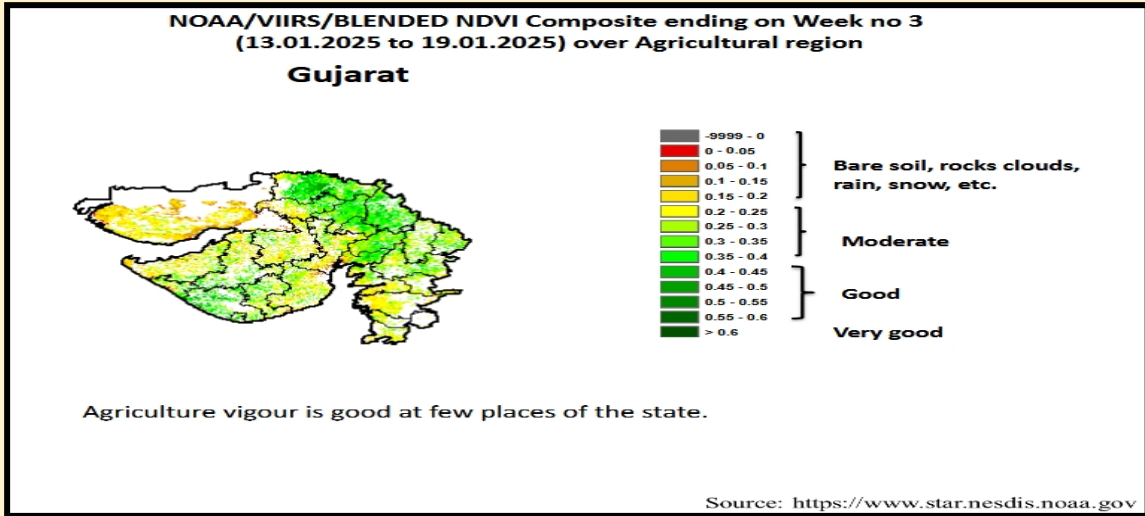 NOAA/VIIRS/BLENDED NDVI Composite ending on Week no 3
(13.01.2025 to 19.01.2025) over Agricultural region
Gujarat
-9999 - 0
0 - 0.05
0.05 - 0.1
0.1 - 0.15
0.15 - 0.2
0.2 - 0.25
0.25 - 0.3
0.3 - 0.35
0.35 - 0.4
0.4 - 0.45
0.45 - 0.5
0.5 - 0.55
0.55 - 0.6
> 0.6
Bare soil, rocks clouds,
rain, snow, etc.
Moderate
Good
Very good
Agriculture vigour is good at few places of the state.
Source: https://www.star.nesdis.noaa.gov